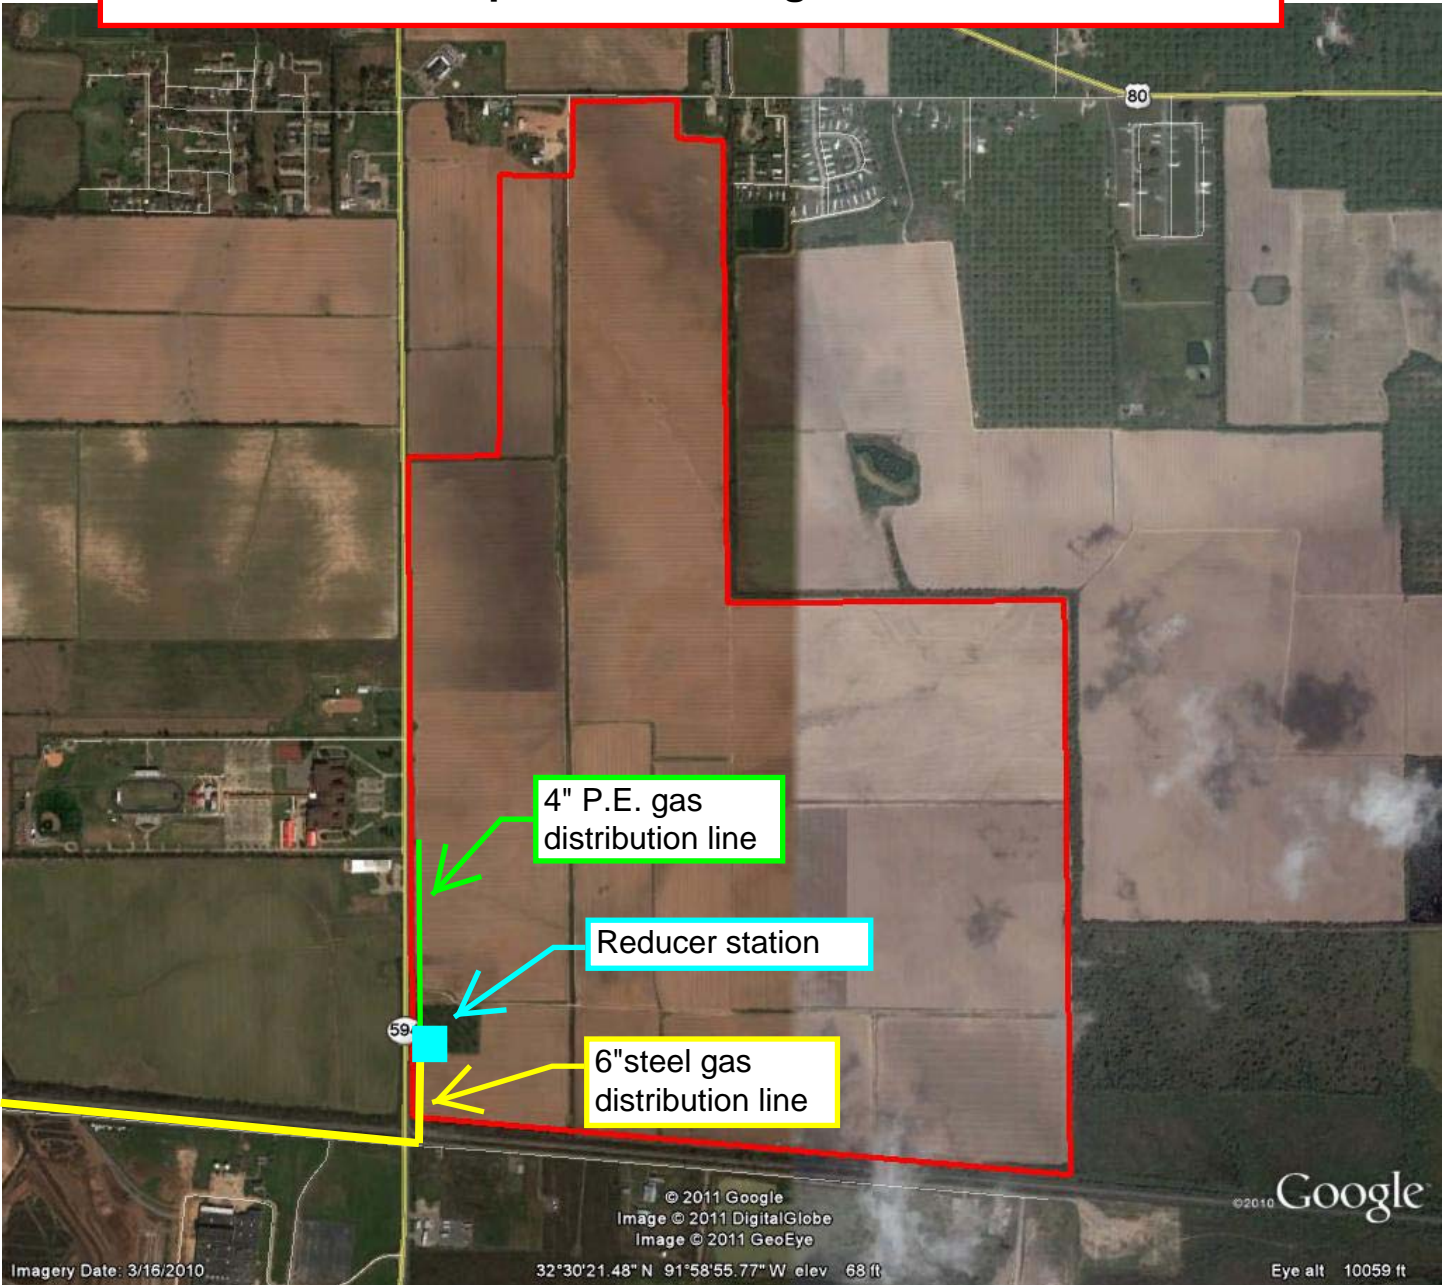 80
4" P.E. gas
distribution line
Reducer station
59
6"steel gas
distribution line
© 2011 Google
Image © 2011 DigitalGlobe
Image © 2011 GeoEye
©2010 Google
Imagery Date: 3/16/2010
32°30'21.48" N 91°58'55.77" W elev 68 ft
Eye alt 10059 ft